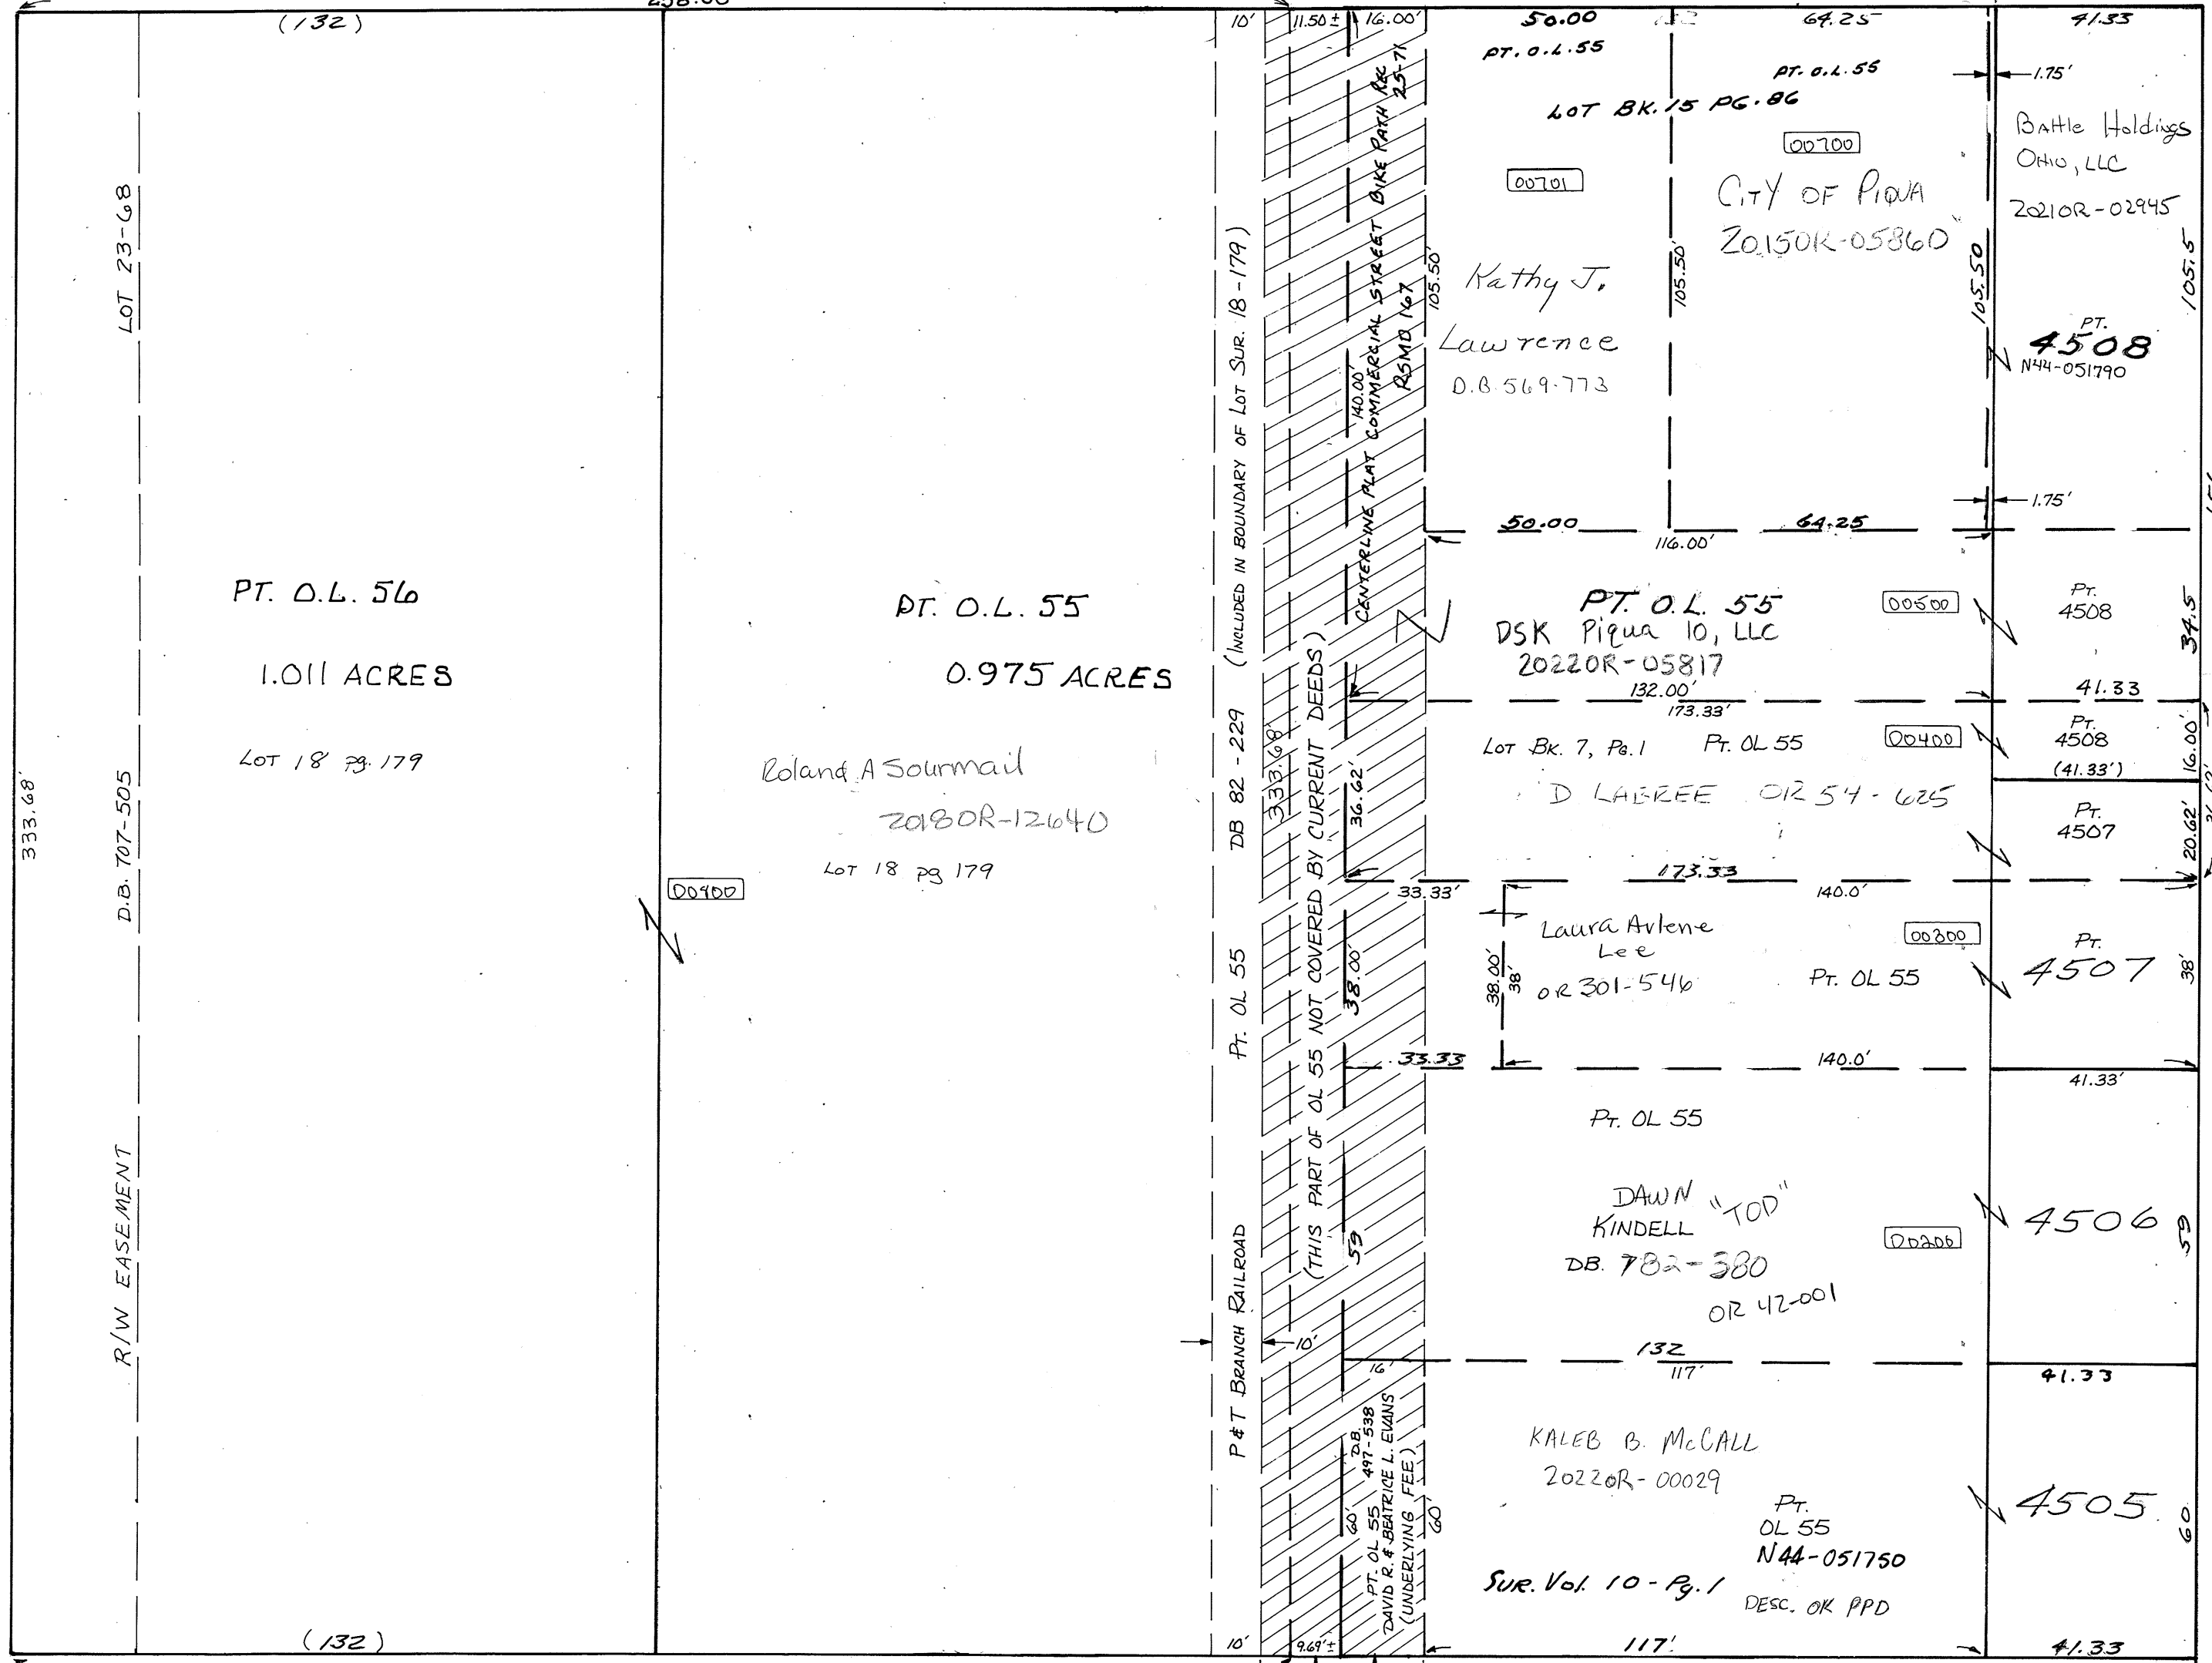 (132)
LOT 23-68
D.B. 707-505
R/W EASEMENT
333.68'
PT. O.L. 56
1.011 ACRES
LOT 18 pg. 179
(132)
PT. O.L. 55
0.975 ACRES
Roland A Sourmail
2018OR-12640
LOT 18 pg 179
00900
10'
(INCLUDED IN BOUNDARY OF LOT SUR. 18-179)
DB 82-229
PT. OL 55
P & T BRANCH RAILROAD
10'
10'
11.50 ±
16.00'
333.68'
(THIS PART OF OL 55 NOT COVERED BY CURRENT DEEDS)
CENTERLINE PLAT COMMERCIAL STREET BIKE PATH REC
25-71
RSMD 167
140.00'
36.62'
38.00'
59
16'
60'
60'
D.B.
PT. OL 55 497-538
DAVID R. & BEATRICE L. EVANS
(UNDERLYING FEE)
9.69' ±
50.00
132
64.25
41.33
PT. O.L. 55
PT. O.L. 55
1.75'
LOT BK. 15 PG. 86
00701
00700
Kathy J.
Lawrence
D.B. 569-773
105.50'
105.50'
CITY OF PIQUA
2015OR-05860
105.50
Battle Holdings
OHIO, LLC
2021OR-02945
105.5
PT.
4508
N44-051790
1.75'
50.00
64.25
116.00'
PT. O.L. 55
00500
DSK Piqua 10, LLC
2022OR-05817
PT.
4508
34.5
132.00'
41.33
173.33'
LOT BK. 7, PG. 1
PT. OL 55
00400
D LABREE OR 54-625
PT.
4508
(41.33')
16.00'
PT.
4507
20.62'
173.33
33.33'
140.0'
Laura Arlene
Lee
OR 301-546
00300
PT. OL 55
38.00'
38'
PT.
4507
38'
33.33
140.0'
41.33'
PT. OL 55
DAWN "TOD"
KINDELL
DB. 782-380
OR 42-001
00200
4506
59
132
117'
41.33
KALEB B. McCALL
2022OR-00029
PT.
OL 55
N44-051750
SUR. Vol. 10 - Pg. 1
DESC. OK PPD
4505
60
117'
41.33